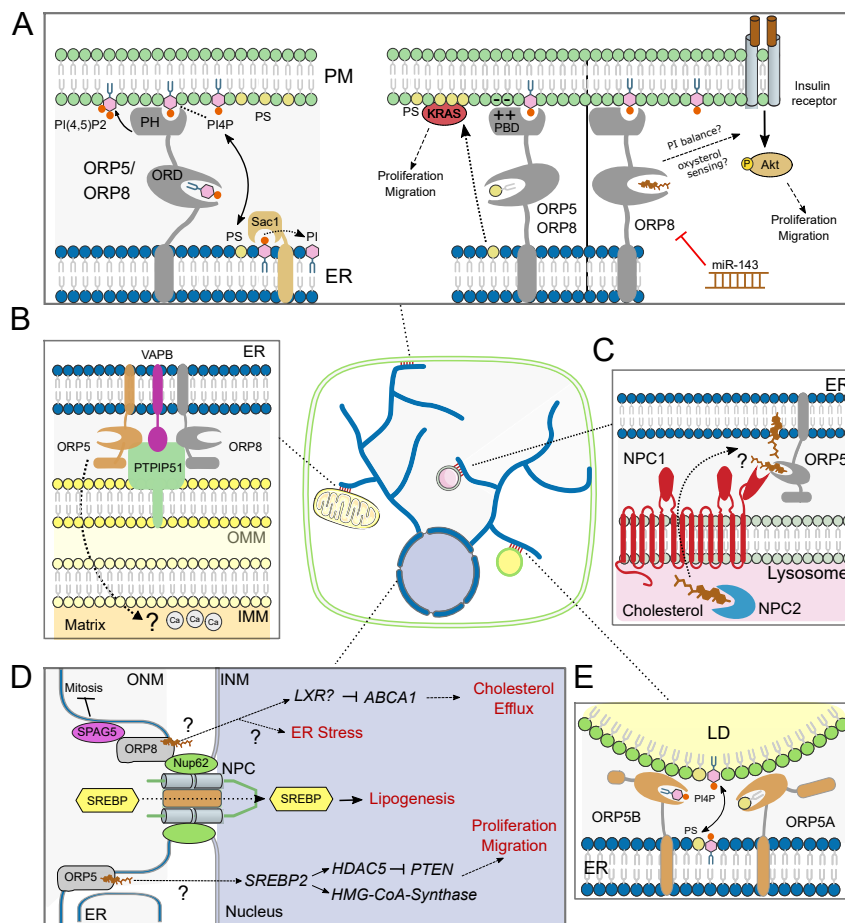 A
PM
PI(4,5)P2
PH
PI4P
PS
ORP5/
ORP8
ORD
PS
Sac1
PI
ER
PS
KRAS
Proliferation
Migration
− −
++
PBD
ORP5
ORP8
ORP8
PI balance?
oxysterol
sensing?
Insulin
receptor
P
Akt
Proliferation
Migration
miR-143
B
VAPB
ER
ORP5
ORP8
PTPIP51
OMM
?
Ca
Ca
Ca
Matrix
IMM
C
ER
NPC1
?
ORP5
Lysosome
Cholesterol
NPC2
D
ONM
INM
Mitosis
SPAG5
ORP8
?
LXR?
ABCA1
Cholesterol
Efflux
?
ER Stress
Nup62
NPC
SREBP
SREBP
Lipogenesis
Proliferation
Migration
ORP5
?
SREBP2
HDAC5
PTEN
HMG-CoA-Synthase
ER
Nucleus
E
LD
PI4P
ORP5B
ORP5A
PS
ER